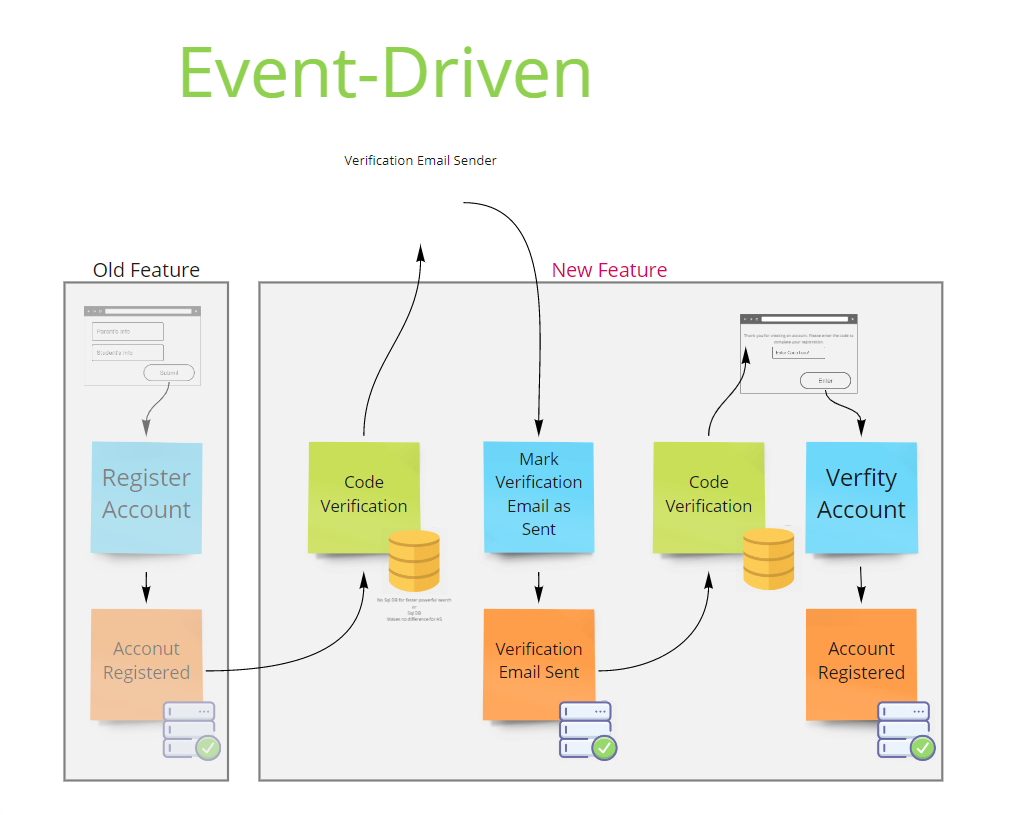 Event-Driven
Verification Email Sender
Old Feature
New Feature
Parent's Info
Student's Info
Submit
Thank you for creating an account. Please enter the code to
complete your registration.
Enter Code here!
Enter
Register
Account
Code
Verification
Mark
Verification
Email as
Sent
Code
Verification
Verfity
Account
No Sql DB for faster powerful search
or
Sql DB
makes no difference for HS
Acconut
Registered
Verification
Email Sent
Account
Registered